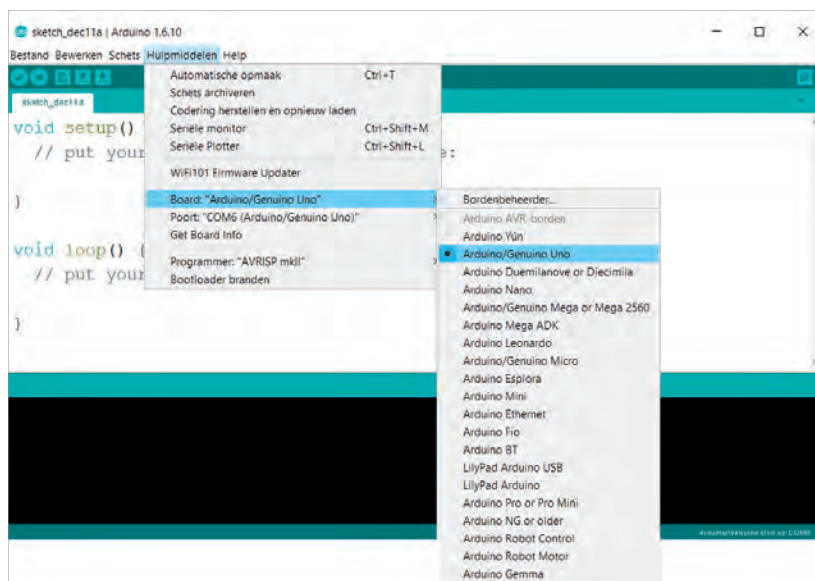 sketch_dec11a | Arduino 1.6.10
Bestand Bewerken Schets Hulpmiddelen Help
sketch_dec11a
void setup() {
// put your
e:
}
void loop() {
// put your
}
Automatische opmaak Ctrl+T
Schets archiveren
Codering herstellen en opnieuw laden
Seriële monitor Ctrl+Shift+M
Seriële Plotter Ctrl+Shift+L
WiFi101 Firmware Updater
Board: "Arduino/Genuino Uno"
Poort: "COM6 (Arduino/Genuino Uno)"
Get Board Info
Programmer: "AVRISP mkII"
Bootloader branden
Bordenbeheerder...
Arduino AVR-borden
Arduino Yún
Arduino/Genuino Uno
Arduino Duemilanove or Diecimila
Arduino Nano
Arduino/Genuino Mega or Mega 2560
Arduino Mega ADK
Arduino Leonardo
Arduino/Genuino Micro
Arduino Esplora
Arduino Mini
Arduino Ethernet
Arduino Fio
Arduino BT
LilyPad Arduino USB
LilyPad Arduino
Arduino Pro or Pro Mini
Arduino NG or older
Arduino Robot Control
Arduino Robot Motor
Arduino Gemma
Arduino/Genuino Uno op COM6